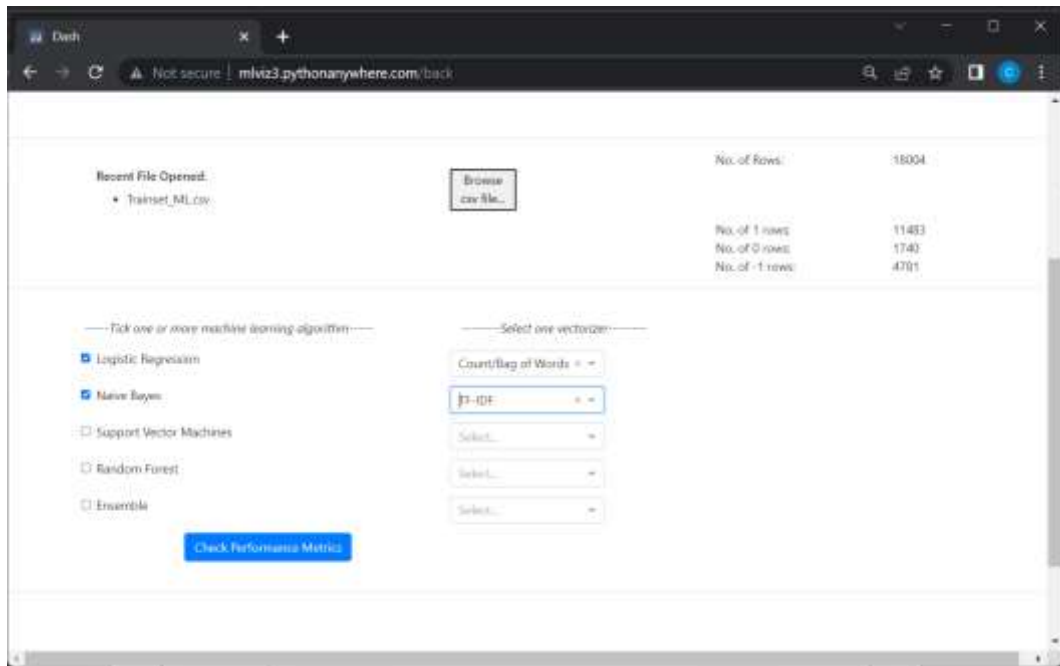 Dash
Not secure | mlviz3.pythonanywhere.com/back
Recent File Opened:
• Trainset_ML.csv
Browse
csv file...
No. of Rows: 18004
No. of 1 rows: 11483
No. of 0 rows: 1740
No. of -1 rows: 4781
------Tick one or more machine learning algorithm------
---------Select one vectorizer---------
Logistic Regression
Count/Bag of Words × 
Naive Bayes
TF-IDF ×
Support Vector Machines
Select...
Random Forest
Select...
Ensemble
Select...
Check Performance Metrics